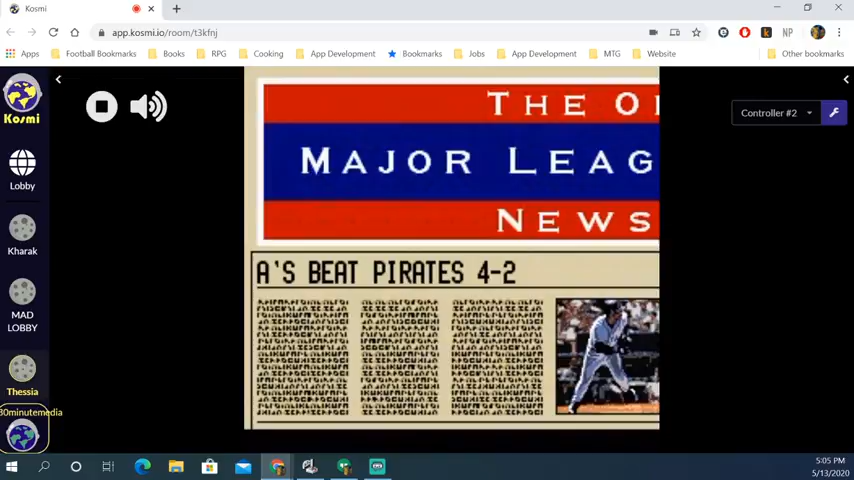 Kosmi
app.kosmi.io/room/t3kfnj
NP
Apps
Football Bookmarks
Books
RPG
Cooking
App Development
Bookmarks
Jobs
App Development
MTG
Website
Other bookmarks
Kosmi
Lobby
Kharak
MAD
LOBBY
Thessia
30minutemedia
Controller #2
THE O
MAJOR LEAG
NEWS
A'S BEAT PIRATES 4-2
5:05 PM
5/13/2020